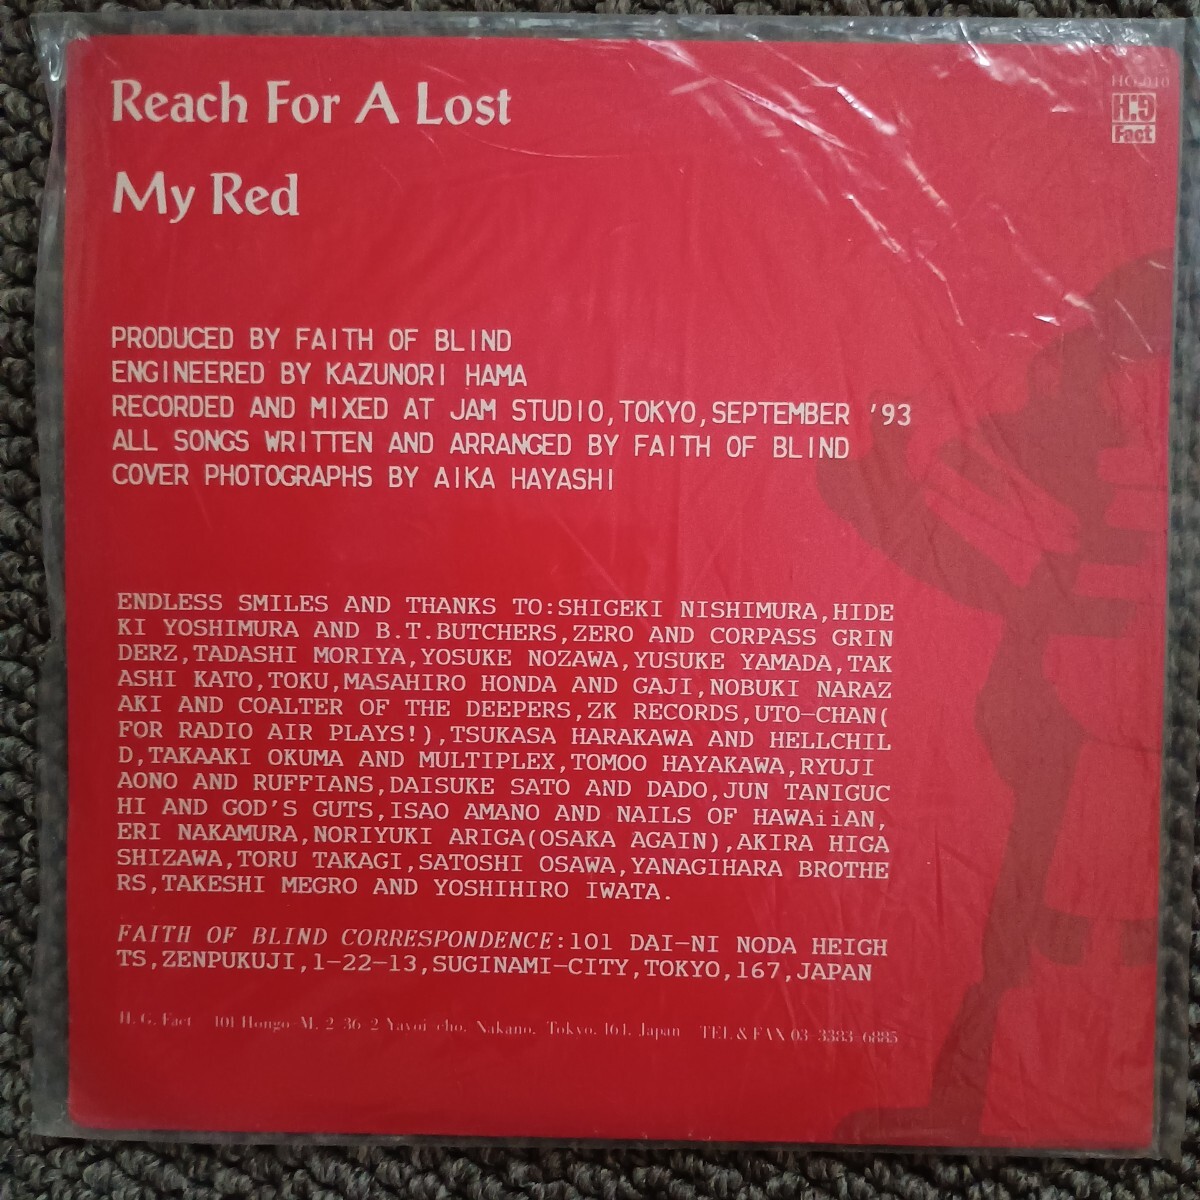 Reach For A Lost
My Red
HG-010
H:G
Fact
PRODUCED BY FAITH OF BLIND
ENGINEERED BY KAZUNORI HAMA
RECORDED AND MIXED AT JAM STUDIO,TOKYO,SEPTEMBER '93
ALL SONGS WRITTEN AND ARRANGED BY FAITH OF BLIND
COVER PHOTOGRAPHS BY AIKA HAYASHI
ENDLESS SMILES AND THANKS TO:SHIGEKI NISHIMURA,HIDE
KI YOSHIMURA AND B.T.BUTCHERS,ZERO AND CORPASS GRIN
DERZ,TADASHI MORIYA,YOSUKE NOZAWA,YUSUKE YAMADA,TAK
ASHI KATO,TOKU,MASAHIRO HONDA AND GAJI,NOBUKI NARAZ
AKI AND COALTER OF THE DEEPERS,ZK RECORDS,UTO-CHAN(
FOR RADIO AIR PLAYS!),TSUKASA HARAKAWA AND HELLCHIL
D,TAKAAKI OKUMA AND MULTIPLEX,TOMOO HAYAKAWA,RYUJI
AONO AND RUFFIANS,DAISUKE SATO AND DADO,JUN TANIGUC
HI AND GOD'S GUTS,ISAO AMANO AND NAILS OF HAWAiiAN,
ERI NAKAMURA,NORIYUKI ARIGA(OSAKA AGAIN),AKIRA HIGA
SHIZAWA,TORU TAKAGI,SATOSHI OSAWA,YANAGIHARA BROTHE
RS,TAKESHI MEGRO AND YOSHIHIRO IWATA.
FAITH OF BLIND CORRESPONDENCE:101 DAI-NI NODA HEIGH
TS,ZENPUKUJI,1-22-13,SUGINAMI-CITY,TOKYO,167,JAPAN
H. G. Fact 101 Hongo-M, 2-36-2 Yayoi-cho, Nakano, Tokyo, 164, Japan TEL & FAX 03-3383-6885